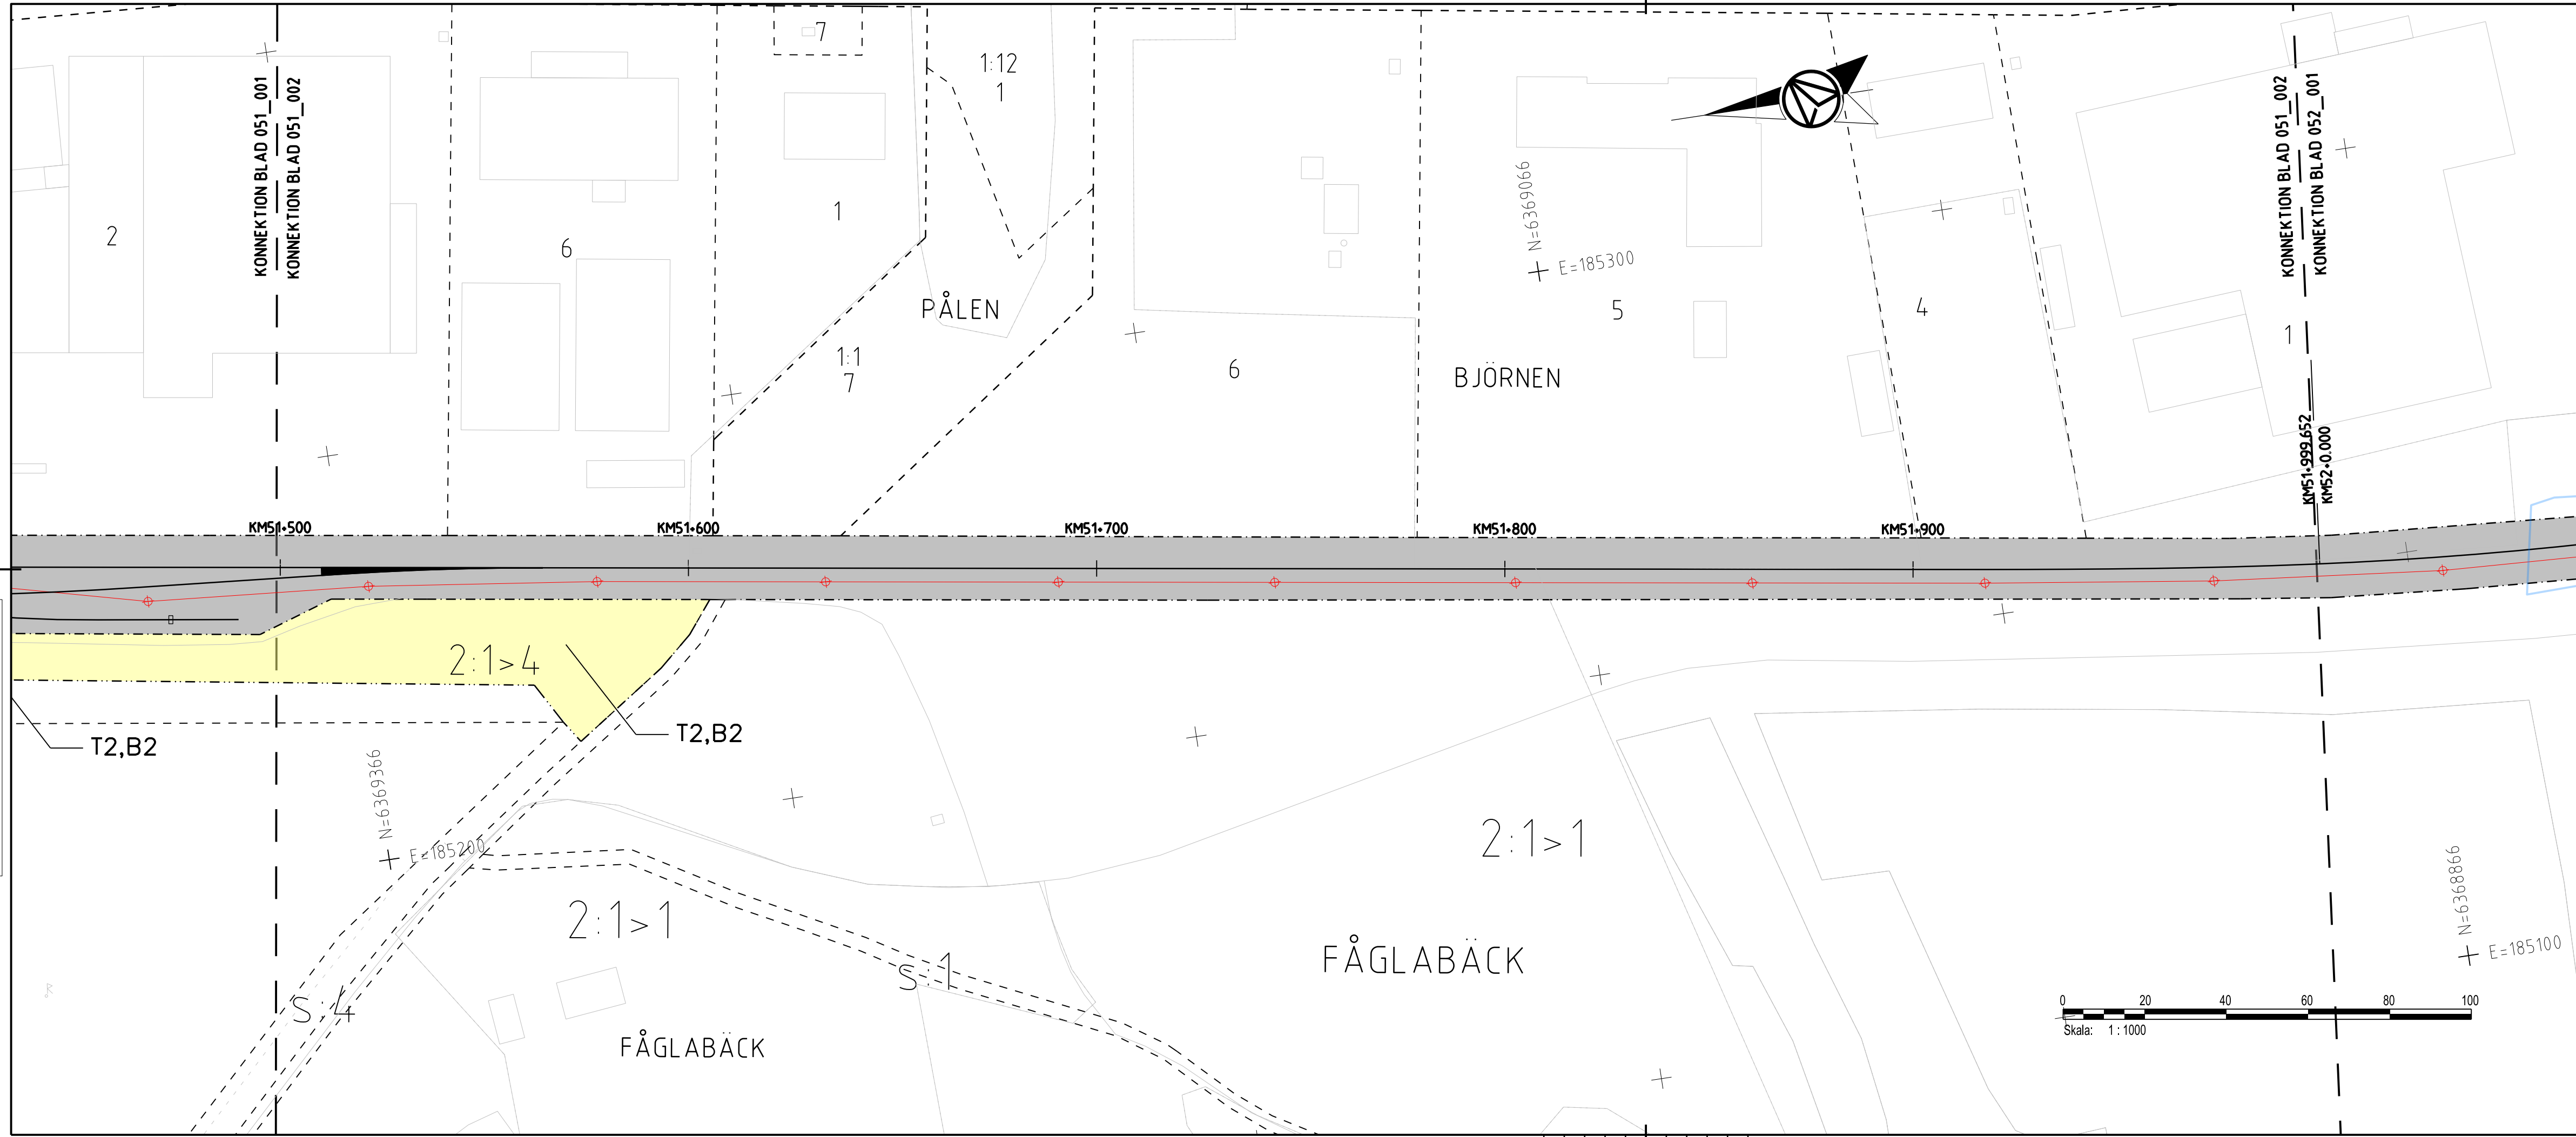 7
1:12
1
KONNEKTION BLAD 051_001
KONNEKTION BLAD 051_002
KONNEKTION BLAD 051_002
KONNEKTION BLAD 052_001
2
6
1
N=6369066
E=185300
PÅLEN
5
4
1
1:1
7
6
BJÖRNEN
KM51+999.652
KM52+0.000
KM51+500
KM51+600
KM51+700
KM51+800
KM51+900
2:1>4
T2,B2
T2,B2
N=6369366
E=185200
2:1>1
2:1>1
N=6368866
E=185100
FÅGLABÄCK
S:1
S:4
FÅGLABÄCK
0 20 40 60 80 100
Skala: 1 : 1000